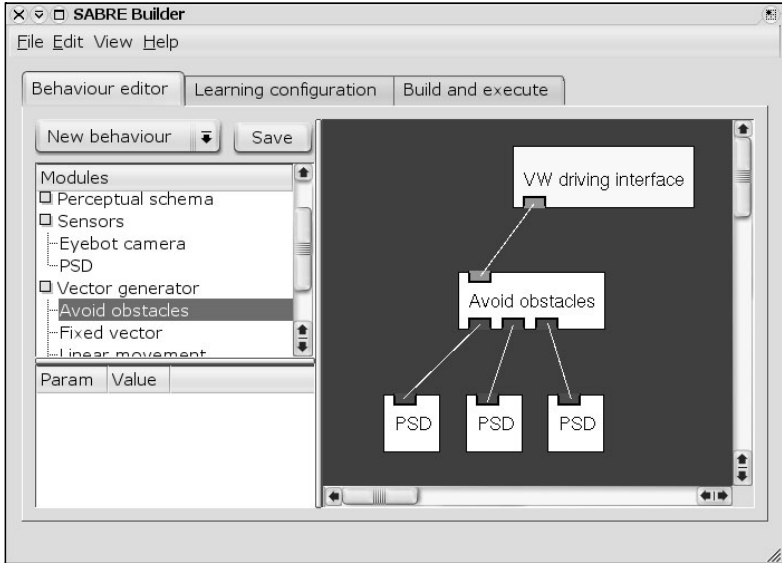 SABRE Builder
File Edit View Help
Behaviour editor
Learning configuration
Build and execute
New behaviour
Save
Modules
Perceptual schema
Sensors
Eyebot camera
PSD
Vector generator
Avoid obstacles
Fixed vector
Linear movement
Param Value
VW driving interface
Avoid obstacles
PSD PSD PSD